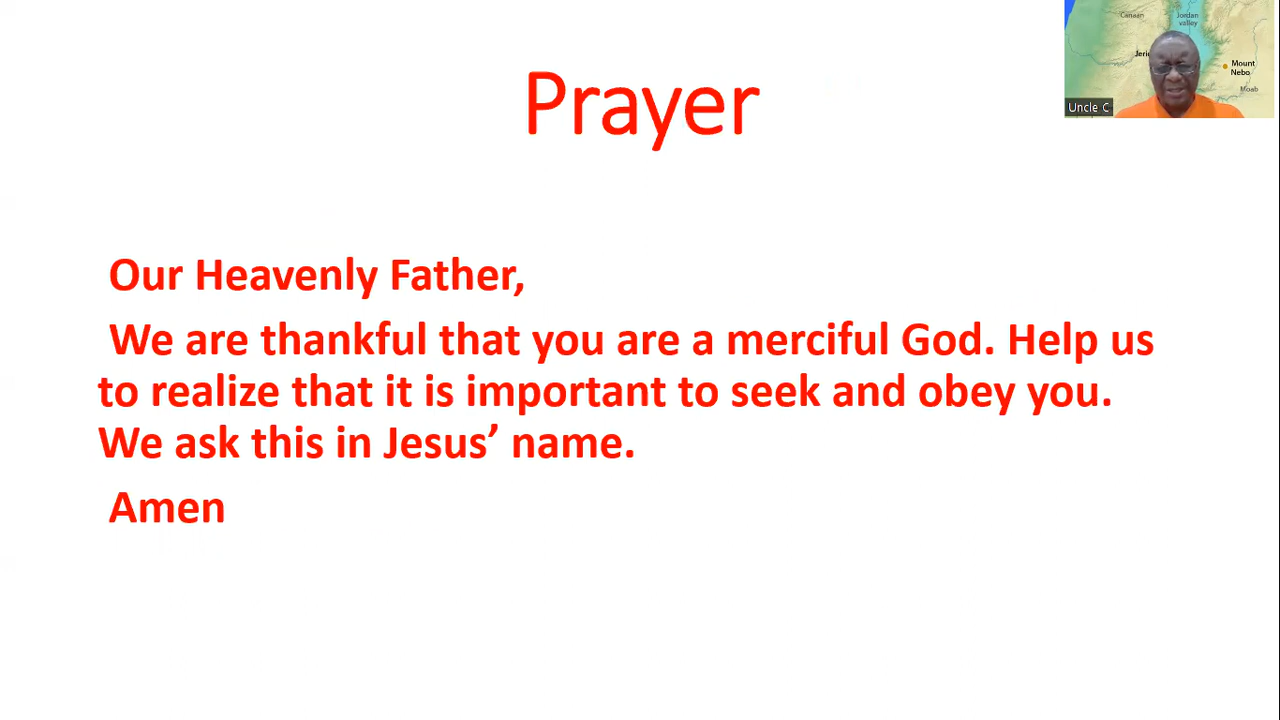 Prayer
Our Heavenly Father,
We are thankful that you are a merciful God. Help us
to realize that it is important to seek and obey you.
We ask this in Jesus’ name.
Amen
Canaan
Jordan
valley
Mount
Nebo
Moab
Uncle C